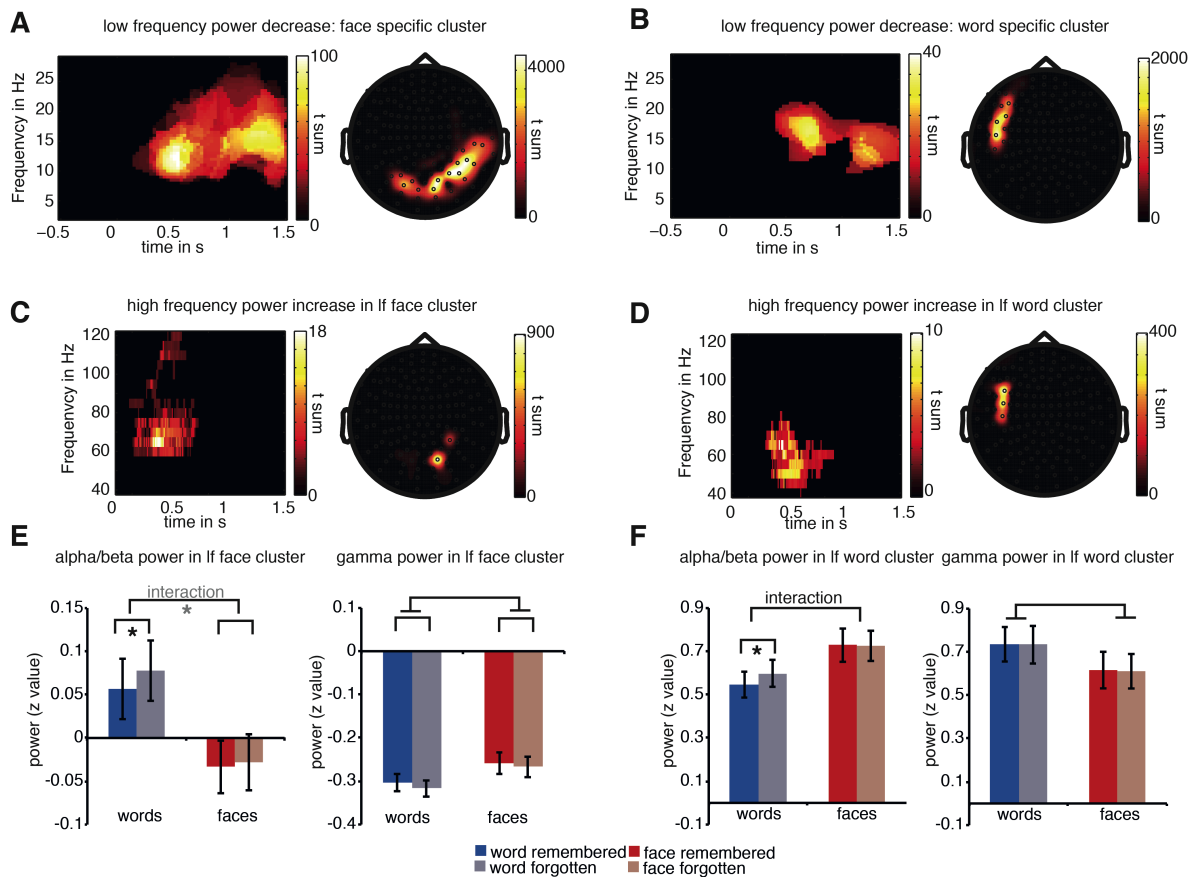 A
low frequency power decrease: face specific cluster
Frequenvcy in Hz
25
20
15
10
5
−0.5 0 0.5 1 1.5
time in s
100
0
t sum
4000
0
t sum
B
low frequency power decrease: word specific cluster
Frequenvcy in Hz
25
20
15
10
5
−0.5 0 0.5 1 1.5
time in s
40
0
t sum
2000
0
t sum
C
high frequency power increase in lf face cluster
Frequenvcy in Hz
120
100
80
60
40
0 0.5 1 1.5
time in s
18
0
t sum
900
0
t sum
D
high frequency power increase in lf word cluster
Frequenvcy in Hz
120
100
80
60
40
0 0.5 1 1.5
time in s
10
0
t sum
400
0
t sum
E
alpha/beta power in lf face cluster
power (z value)
0.15
0.1
0.05
0
-0.05
-0.1
interaction
*
*
words faces
gamma power in lf face cluster
power (z value)
0.1
0
-0.1
-0.2
-0.3
-0.4
words faces
F
alpha/beta power in lf word cluster
power (z value)
0.9
0.7
0.5
0.3
0.1
-0.1
interaction
*
words faces
gamma power in lf word cluster
power (z value)
0.9
0.7
0.5
0.3
0.1
-0.1
words faces
word remembered face remembered
word forgotten face forgotten